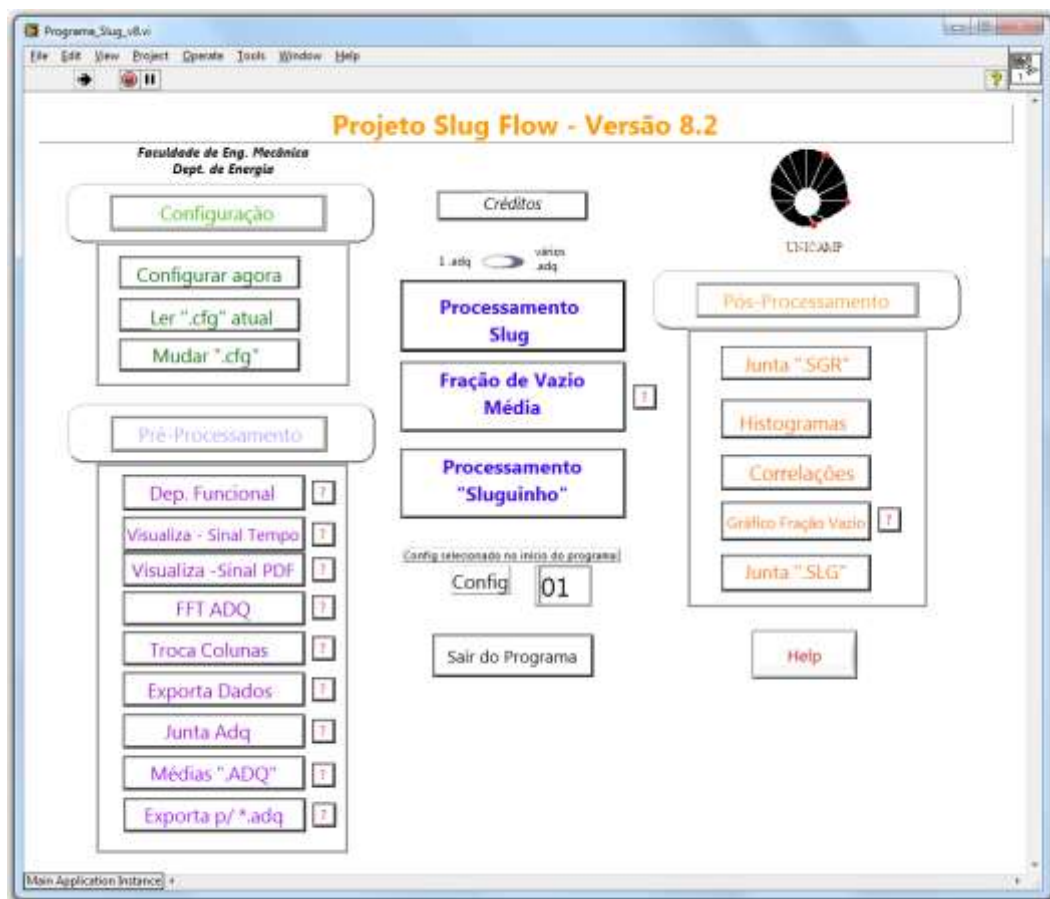 Programa_Slug_v8.vi
File Edit View Project Operate Tools Window Help
Projeto Slug Flow - Versão 8.2
Faculdade de Eng. Mecânica
Dept. de Energia
Configuração
Configurar agora
Ler ".cfg" atual
Mudar ".cfg"
Pré-Processamento
Dep. Funcional ?
Visualiza - Sinal Tempo ?
Visualiza -Sinal PDF ?
FFT ADQ ?
Troca Colunas ?
Exporta Dados ?
Junta Adq ?
Médias ".ADQ" ?
Exporta p/ *.adq ?
Créditos
1 .adq
vários
.adq
Processamento
Slug
Fração de Vazio
Média
?
Processamento
"Sluguinho"
Config selecionado no início do programa
Config 01
Sair do Programa
UNICAMP
Pós-Processamento
Junta ".SGR"
Histogramas
Correlações
Gráfico Fração Vazio ?
Junta ".SLG"
Help
Main Application Instance